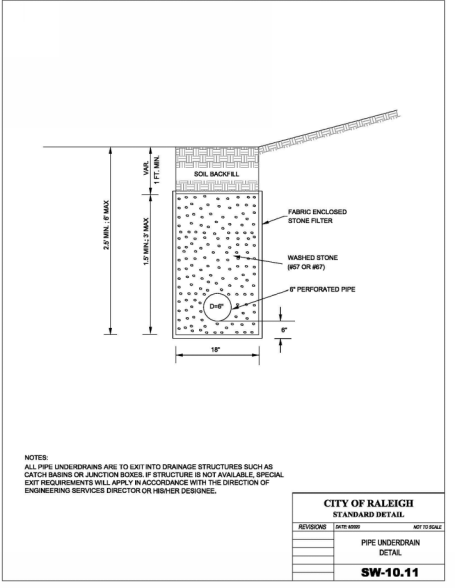 2.5' MIN.; 6' MAX
VAR.
1 FT. MIN.
1.5' MIN.; 3' MAX
SOIL BACKFILL
FABRIC ENCLOSED
STONE FILTER
WASHED STONE
(#57 OR #67)
6" PERFORATED PIPE
D=6"
6"
18"
NOTES:
ALL PIPE UNDERDRAINS ARE TO EXIT INTO DRAINAGE STRUCTURES SUCH AS
CATCH BASINS OR JUNCTION BOXES. IF STRUCTURE IS NOT AVAILABLE, SPECIAL
EXIT REQUIREMENTS WILL APPLY IN ACCORDANCE WITH THE DIRECTION OF
ENGINEERING SERVICES DIRECTOR OR HIS/HER DESIGNEE.
CITY OF RALEIGH
STANDARD DETAIL
REVISIONS DATE: NOT TO SCALE
PIPE UNDERDRAIN
DETAIL
SW-10.11